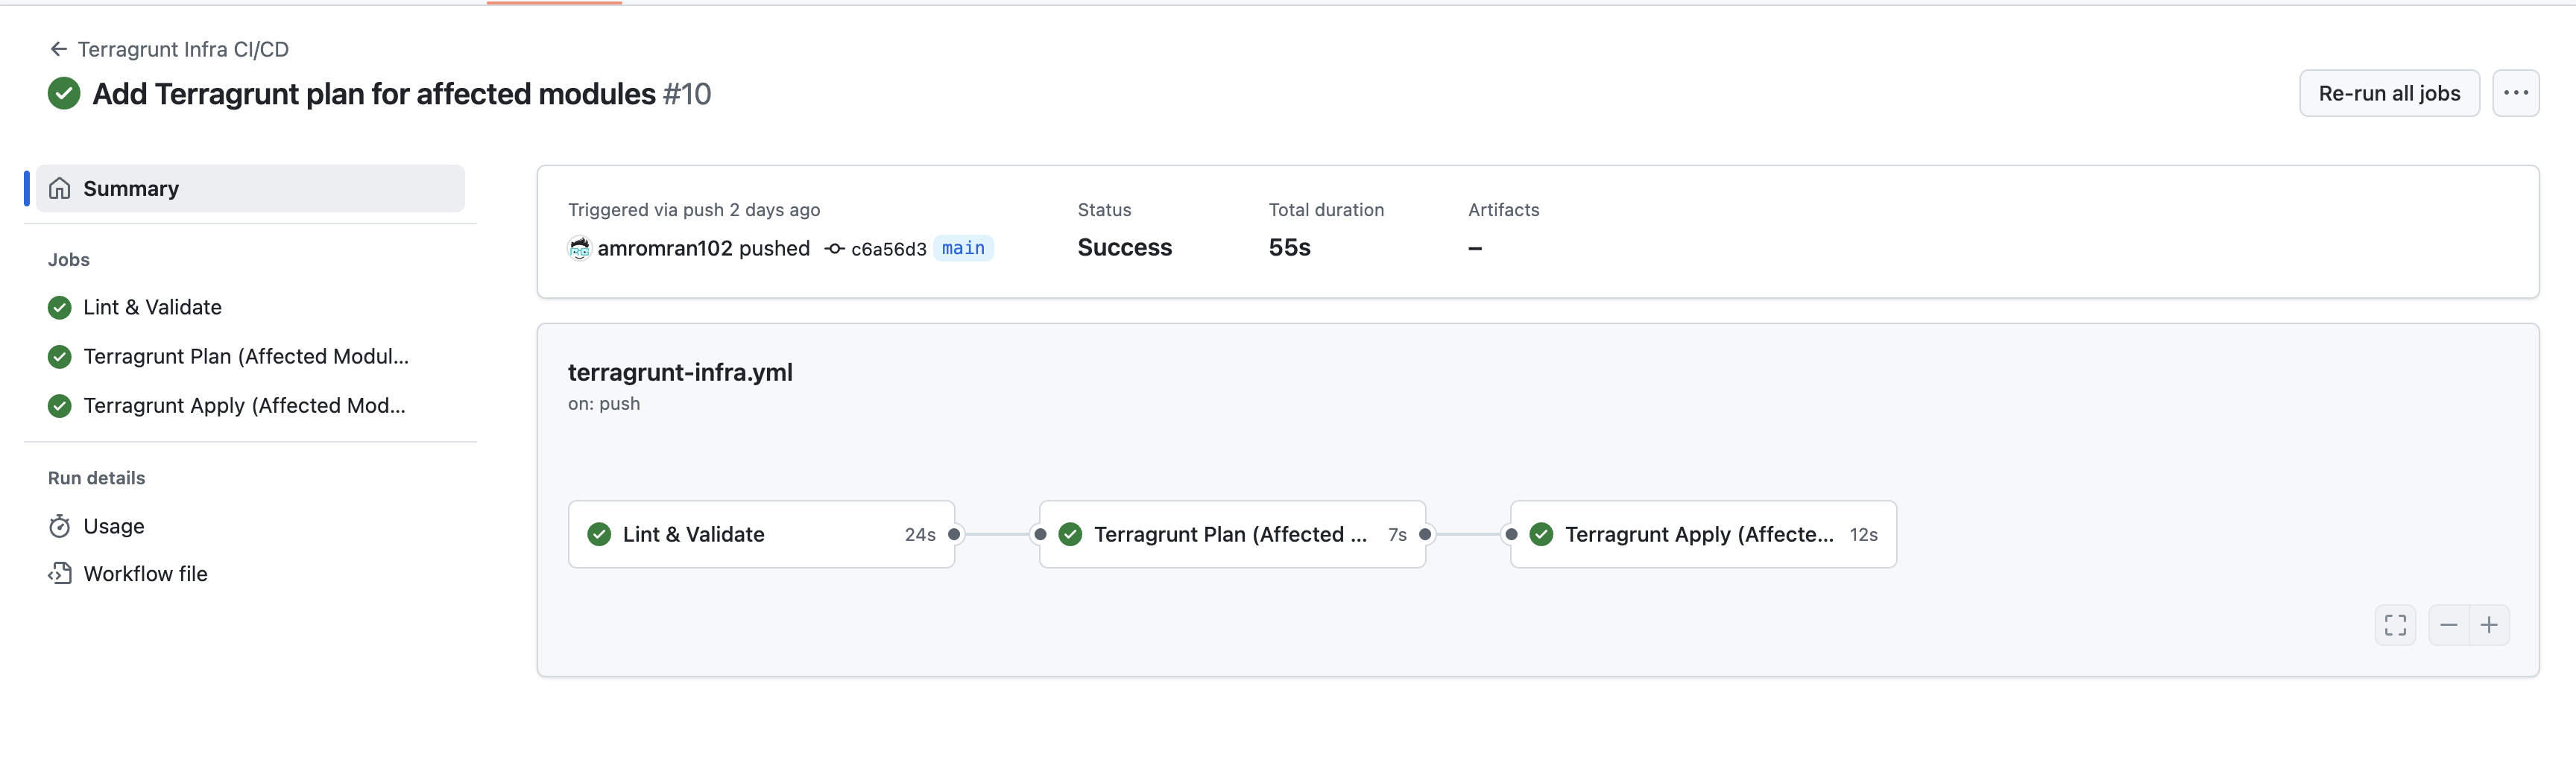 Terragrunt Infra CI/CD
Add Terragrunt plan for affected modules #10
Re-run all jobs
Summary
Jobs
Lint & Validate
Terragrunt Plan (Affected Modul...
Terragrunt Apply (Affected Mod...
Run details
Usage
Workflow file
Triggered via push 2 days ago
amromran102 pushed c6a56d3 main
Status
Success
Total duration
55s
Artifacts
–
terragrunt-infra.yml
on: push
Lint & Validate 24s
Terragrunt Plan (Affected ... 7s
Terragrunt Apply (Affecte... 12s